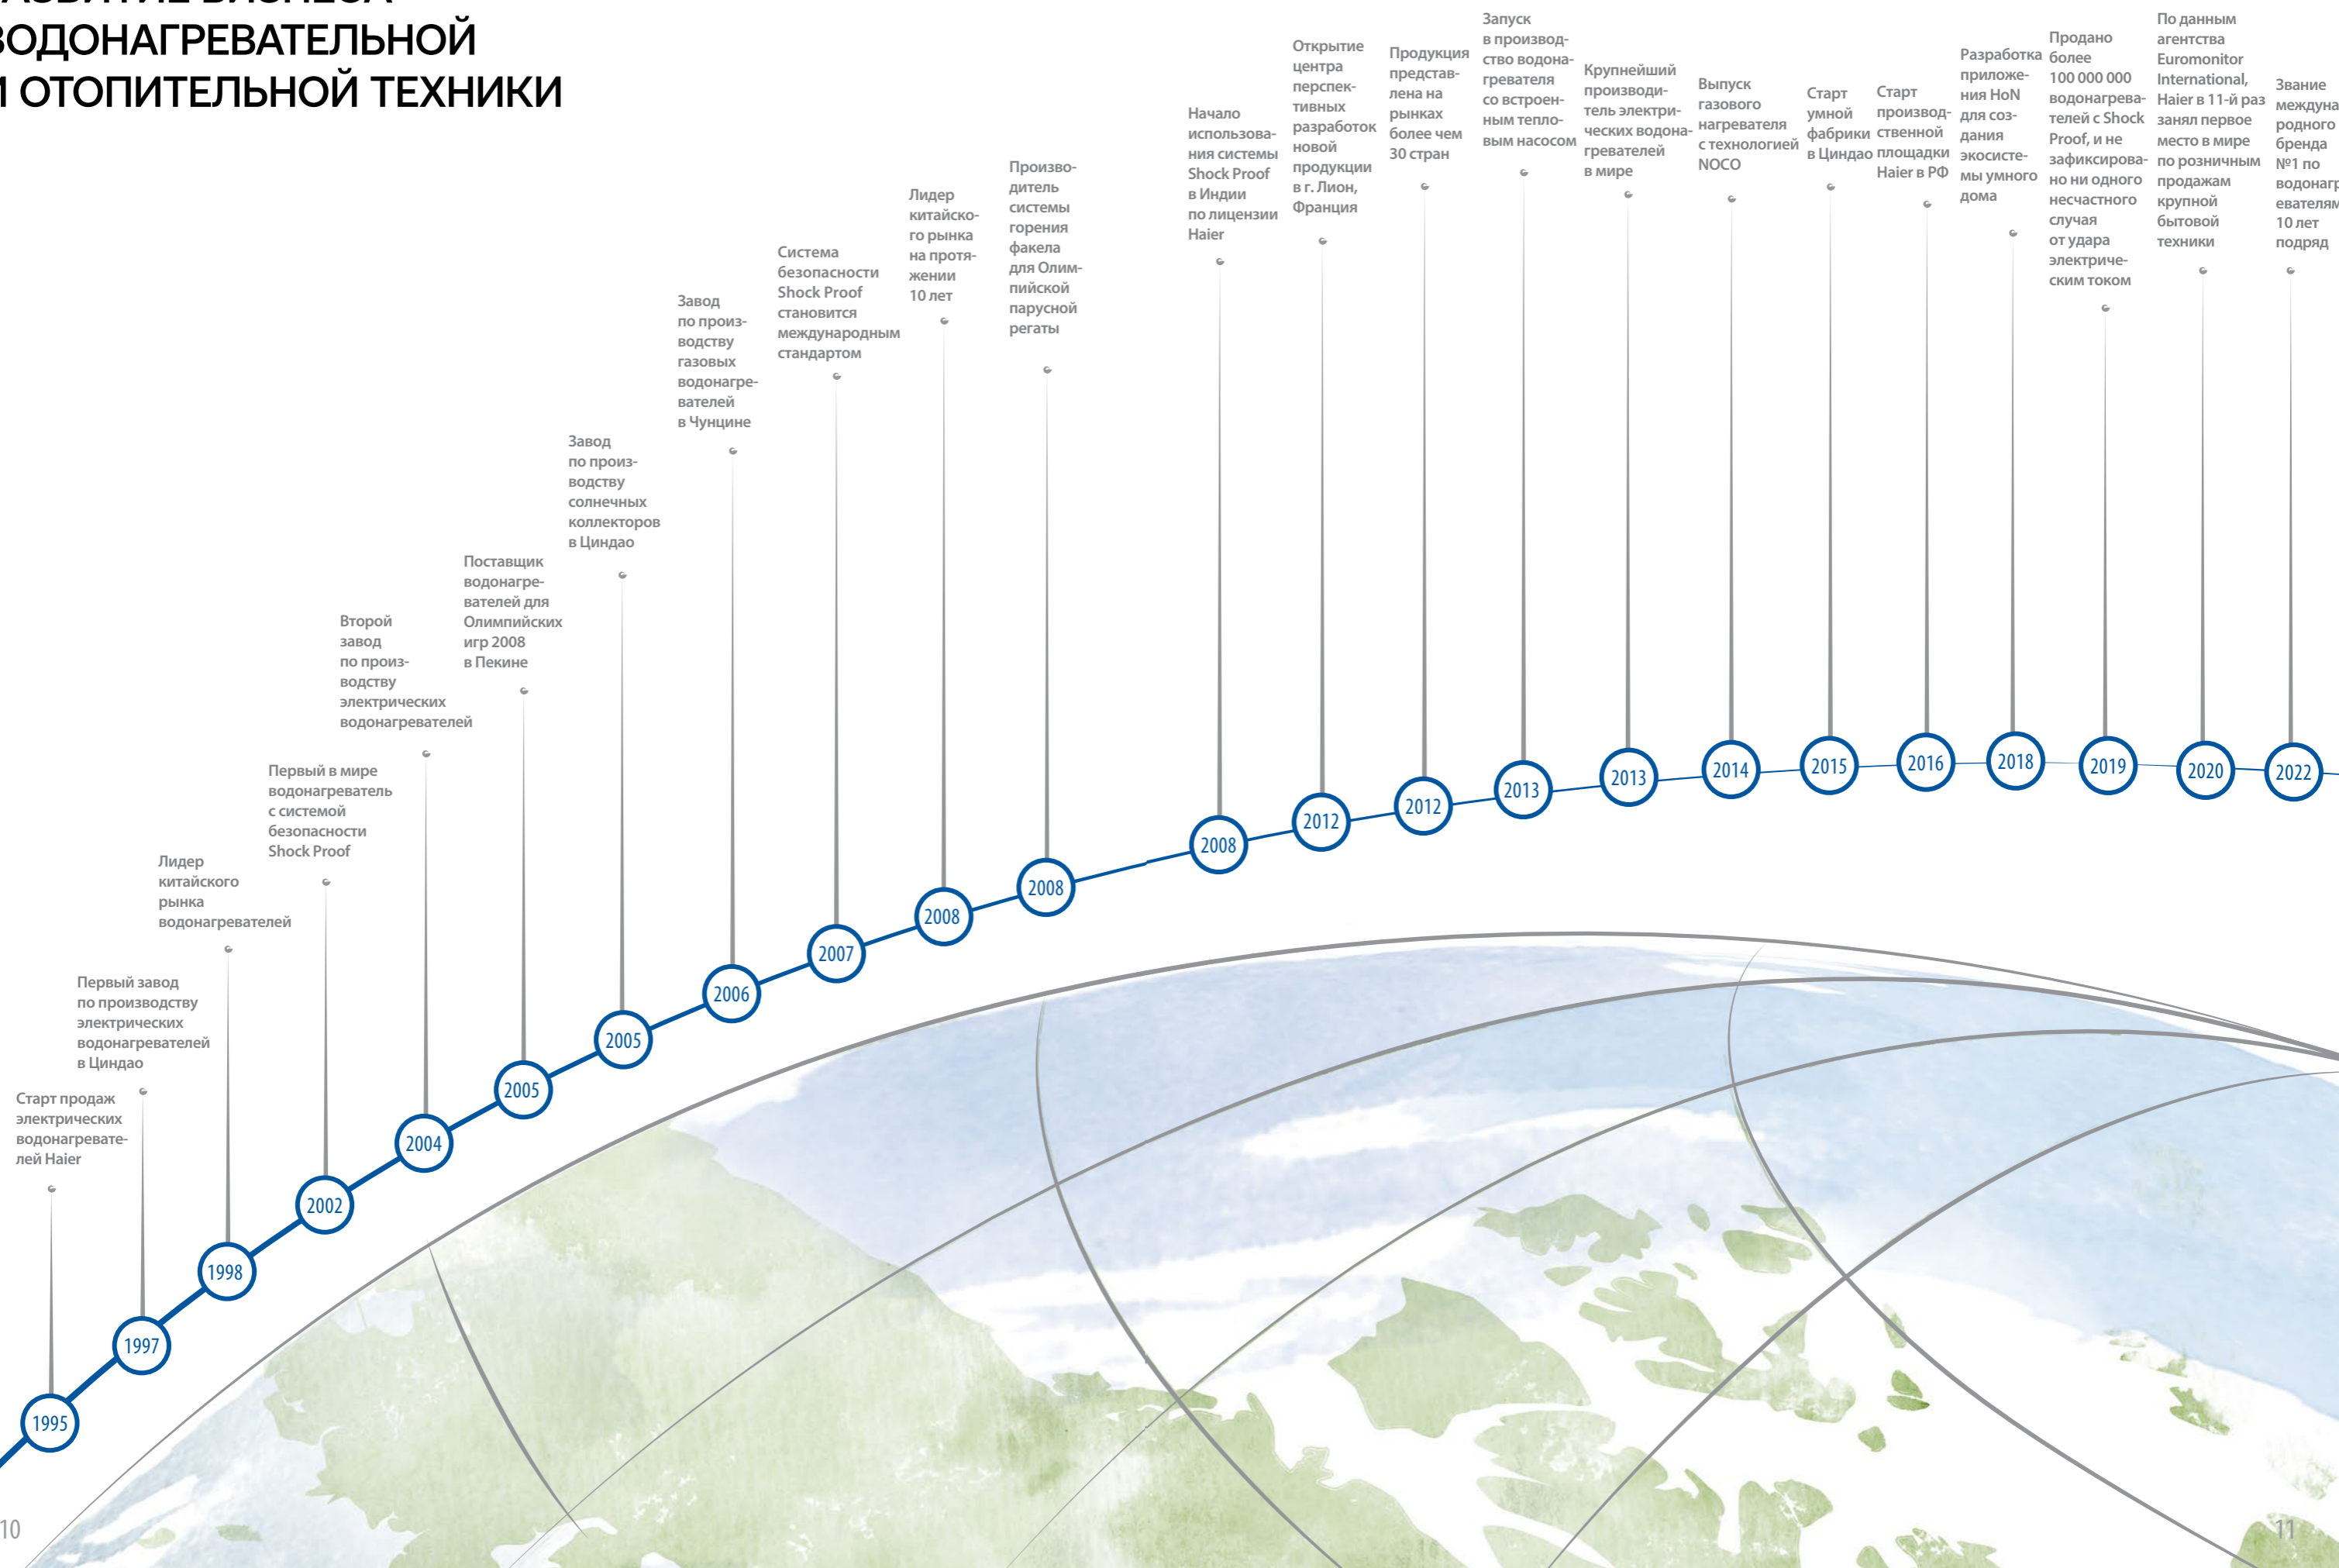 АЗВИТИЕ БИЗНЕСА
ВОДОНАГРЕВАТЕЛЬНОЙ
И ОТОПИТЕЛЬНОЙ ТЕХНИКИ
Старт продаж
электрических
водонагревате-
лей Haier
1995
Первый завод
по производству
электрических
водонагревателей
в Циндао
1997
Лидер
китайского
рынка
водонагревателей
1998
Первый в мире
водонагреватель
с системой
безопасности
Shock Proof
2002
Второй
завод
по произ-
водству
электрических
водонагревателей
2004
Поставщик
водонагре-
вателей для
Олимпийских
игр 2008
в Пекине
2005
Завод
по произ-
водству
солнечных
коллекторов
в Циндао
2005
Завод
по произ-
водству
газовых
водонагре-
вателей
в Чунцине
2006
Система
безопасности
Shock Proof
становится
международным
стандартом
2007
Лидер
китайско-
го рынка
на протя-
жении
10 лет
2008
Произво-
дитель
системы
горения
факела
для Олим-
пийской
парусной
регаты
2008
Начало
использова-
ния системы
Shock Proof
в Индии
по лицензии
Haier
2008
Открытие
центра
перспек-
тивных
разработок
новой
продукции
в г. Лион,
Франция
2012
Продукция
представ-
лена на
рынках
более чем
30 стран
2012
Запуск
в производ-
ство водона-
гревателя
со встроен-
ным тепло-
вым насосом
2013
Крупнейший
производи-
тель электри-
ческих водона-
гревателей
в мире
2013
Выпуск
газового
нагревателя
с технологией
NOCO
2014
Старт
умной
фабрики
в Циндао
2015
Старт
производ-
ственной
площадки
Haier в РФ
2016
Разработка
приложе-
ния HoN
для соз-
дания
экосисте-
мы умного
дома
2018
Продано
более
100 000 000
водонагрева-
телей с Shock
Proof, и не
зафиксирова-
но ни одного
несчастного
случая
от удара
электриче-
ским током
2019
По данным
агентства
Euromonitor
International,
Haier в 11-й раз
занял первое
место в мире
по розничным
продажам
крупной
бытовой
техники
2020
Звание
междуна
родного
бренда
№1 по
водонагр
евателям
10 лет
подряд
2022
10
11